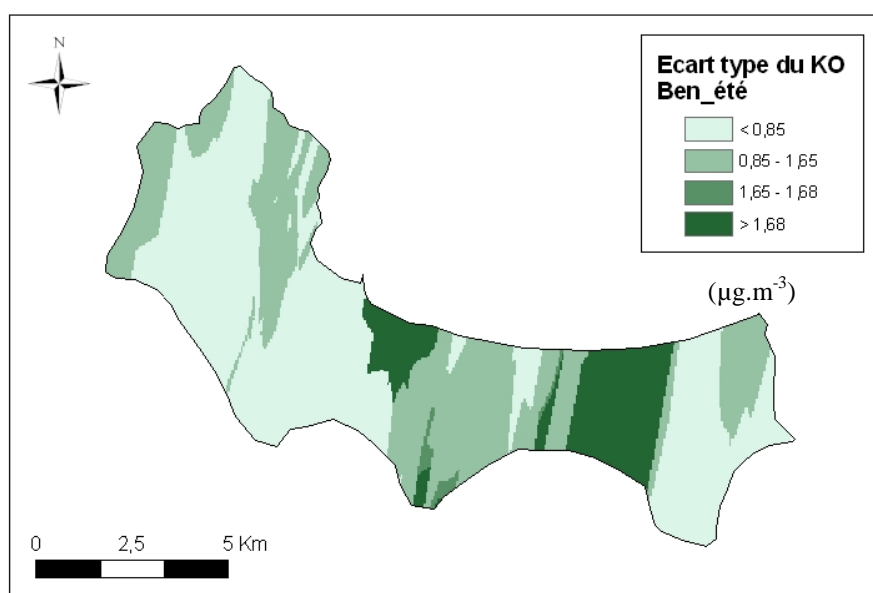 N
Ecart type du KO
Ben_été
< 0,85
0,85 - 1,65
1,65 - 1,68
> 1,68
(µg.m-3)
0 2,5 5 Km